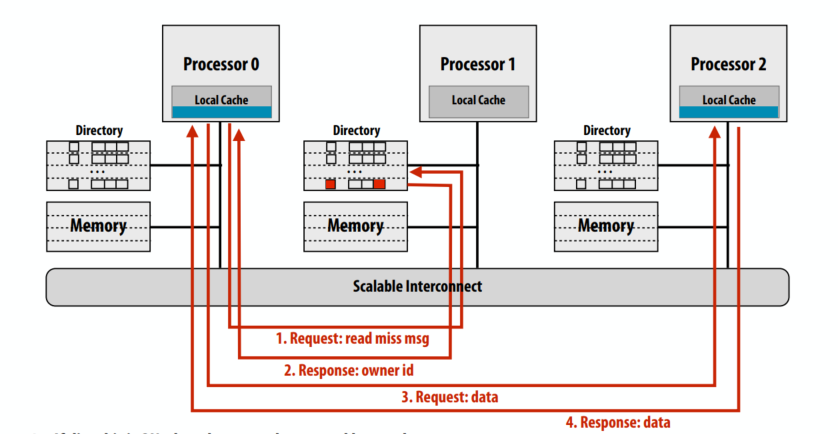 Processor 0
Processor 1
Processor 2
Local Cache
Local Cache
Local Cache
Directory
Directory
Directory
...
...
...
Memory
Memory
Memory
Scalable Interconnect
1. Request: read miss msg
2. Response: owner id
3. Request: data
4. Response: data